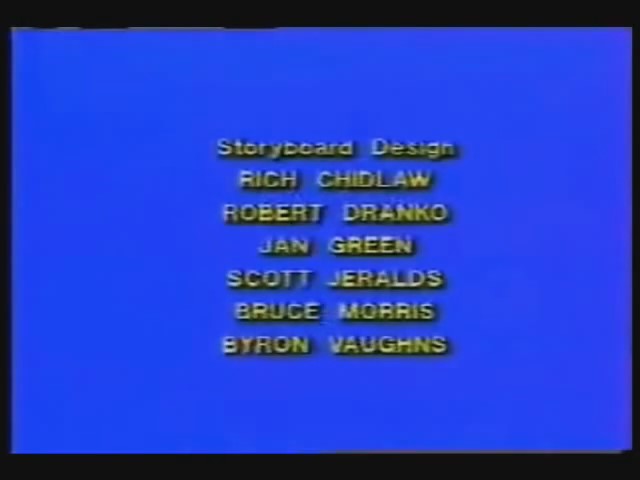 Storyboard Design
RICH CHIDLAW
ROBERT DRANKO
JAN GREEN
SCOTT JERALDS
BRUCE MORRIS
BYRON VAUGHNS